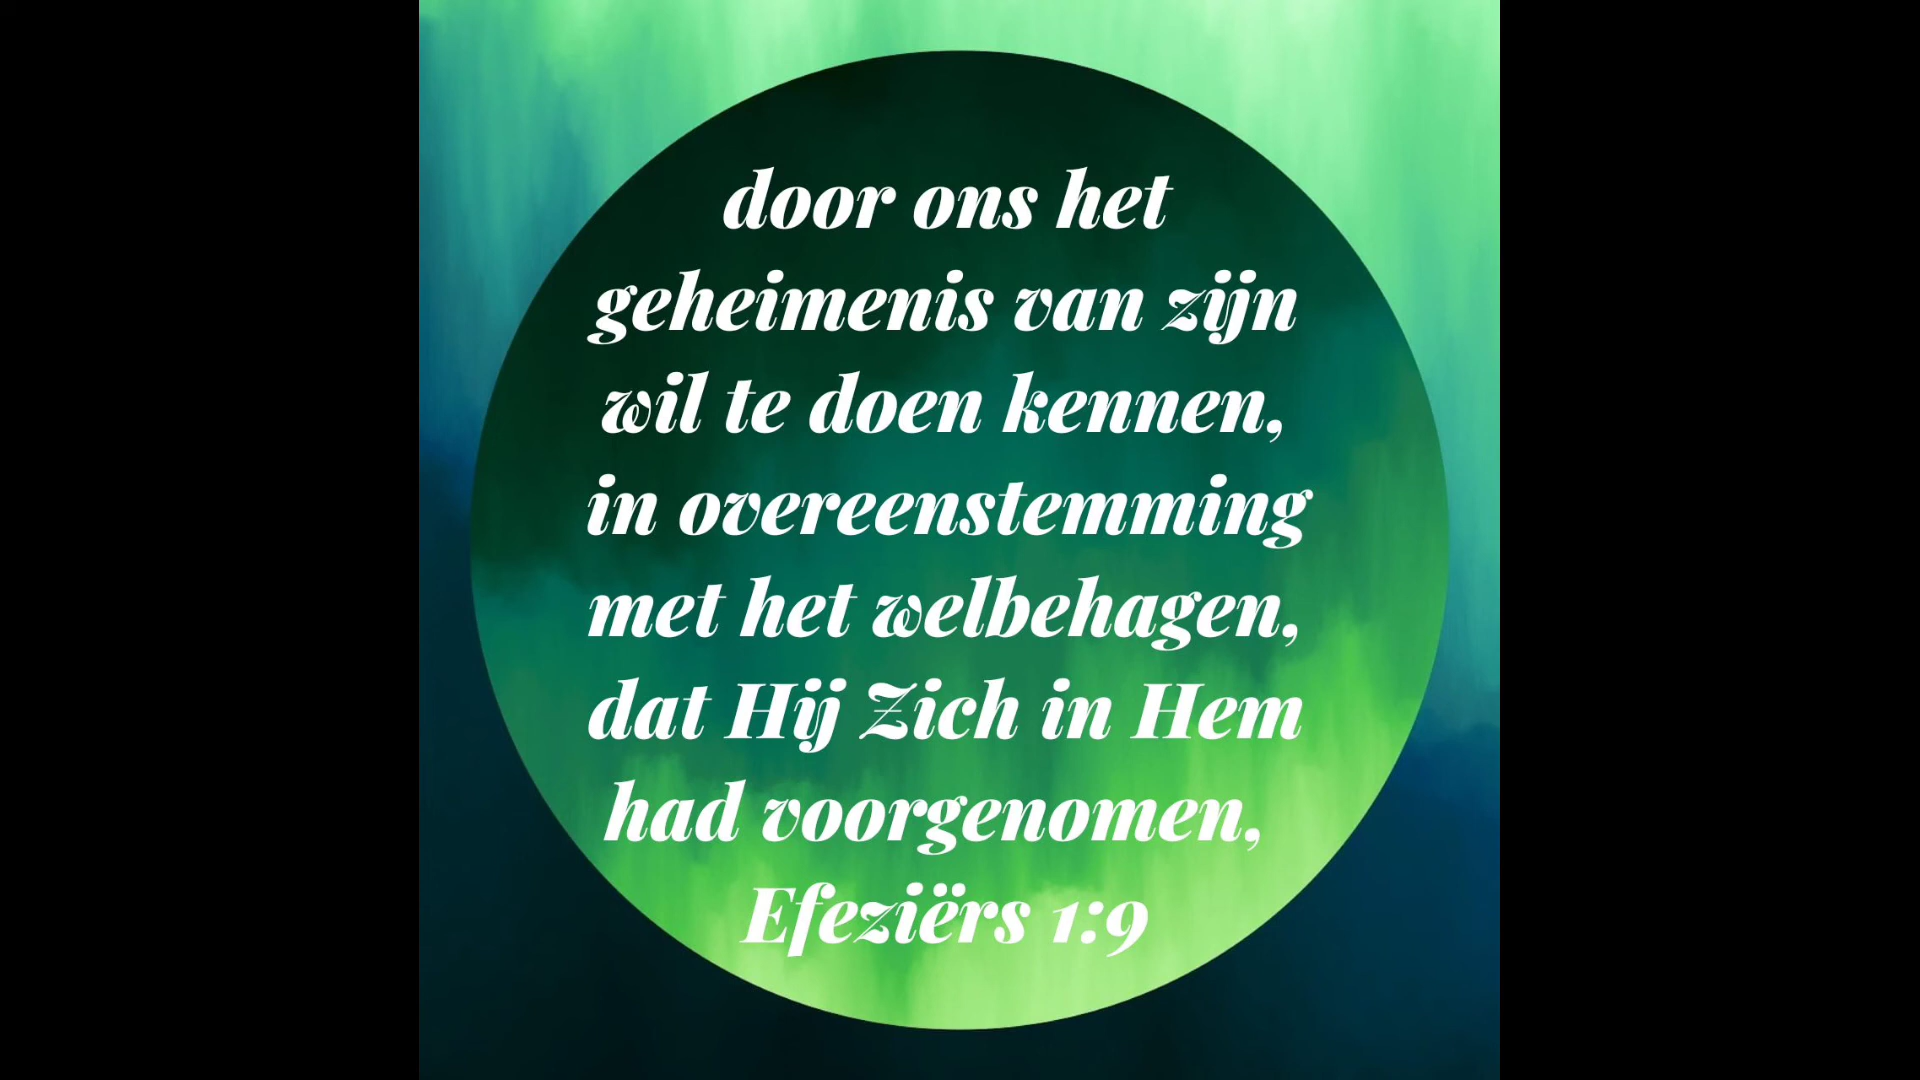 door ons het
geheimenis van zijn
wil te doen kennen,
in overeenstemming
met het welbehagen,
dat Hij Zich in Hem
had voorgenomen,
Efeziërs 1:9